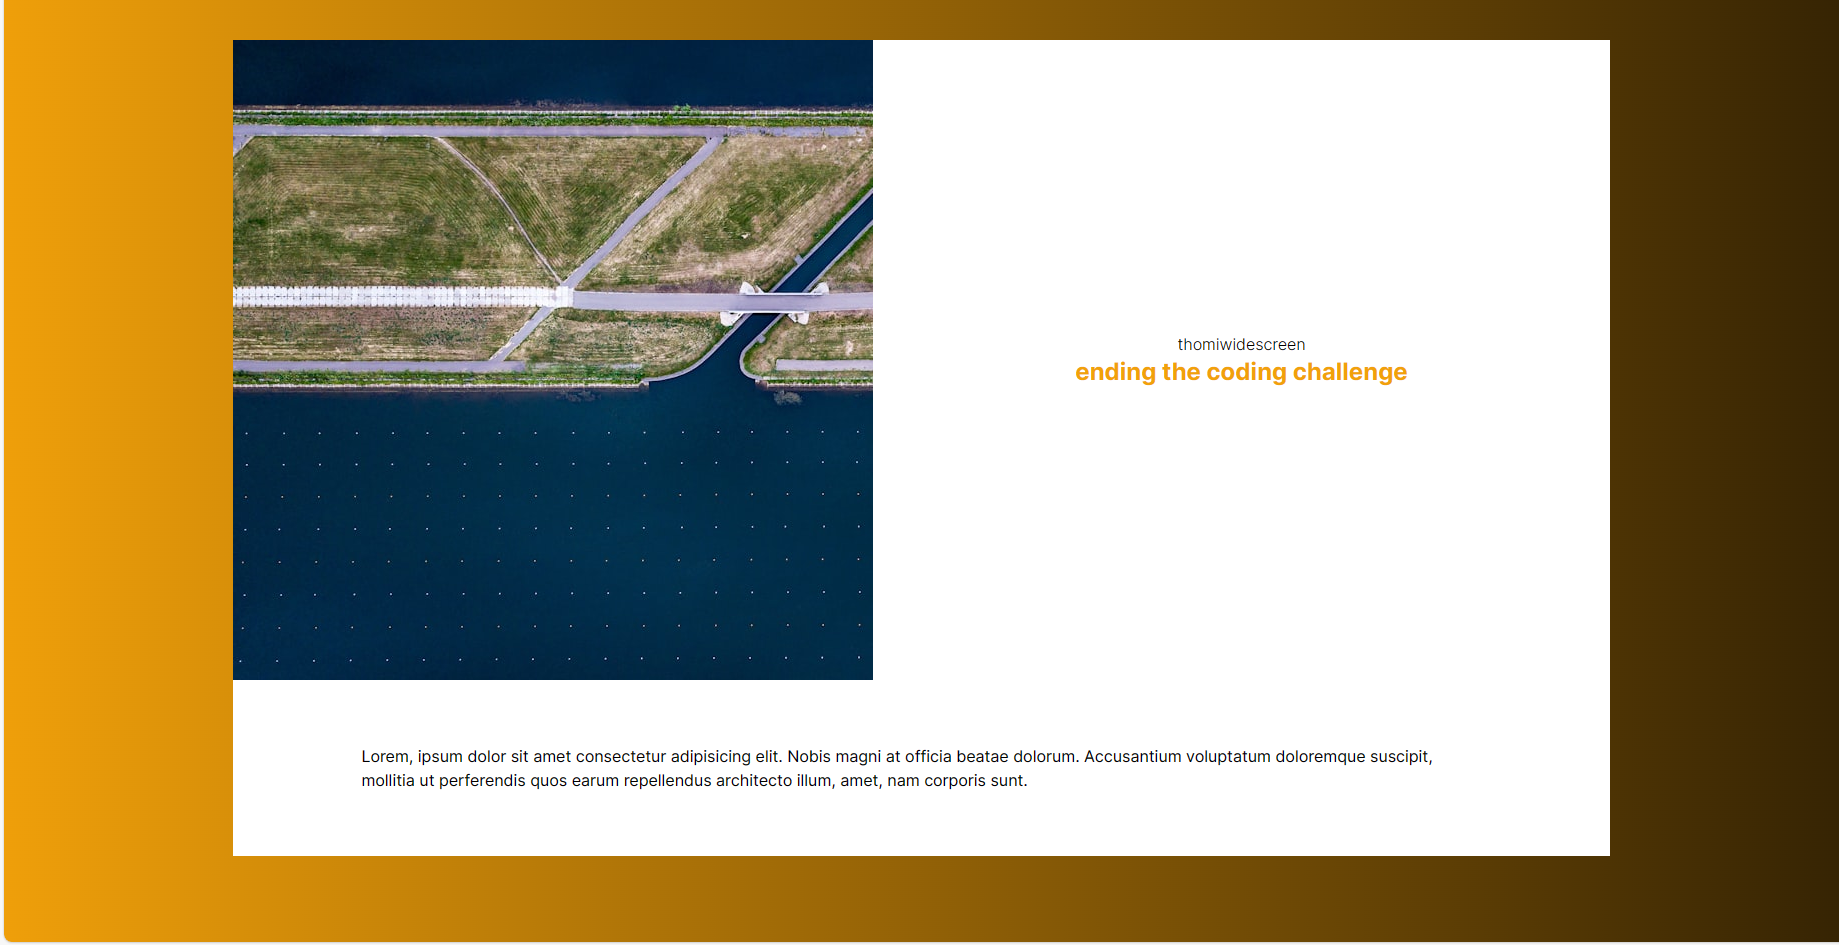 thomiwidescreen
ending the coding challenge
Lorem, ipsum dolor sit amet consectetur adipisicing elit. Nobis magni at officia beatae dolorum. Accusantium voluptatum doloremque suscipit,
mollitia ut perferendis quos earum repellendus architecto illum, amet, nam corporis sunt.